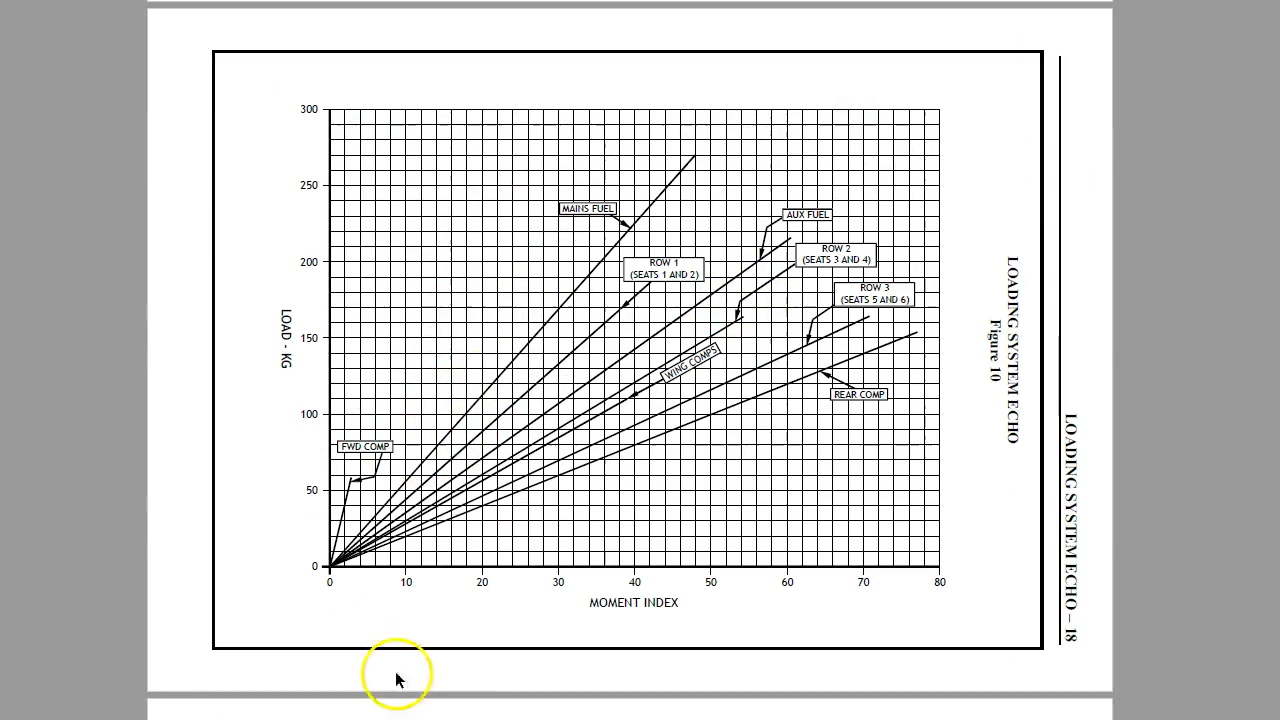 300
250
200
150
100
50
0
0
10
20
30
40
50
60
70
80
LOAD - KG
MOMENT INDEX
MAINS FUEL
AUX FUEL
ROW 1
(SEATS 1 AND 2)
ROW 2
(SEATS 3 AND 4)
ROW 3
(SEATS 5 AND 6)
WING COMPS
REAR COMP
FWD COMP
LOADING SYSTEM ECHO
Figure 10
LOADING SYSTEM ECHO – 18